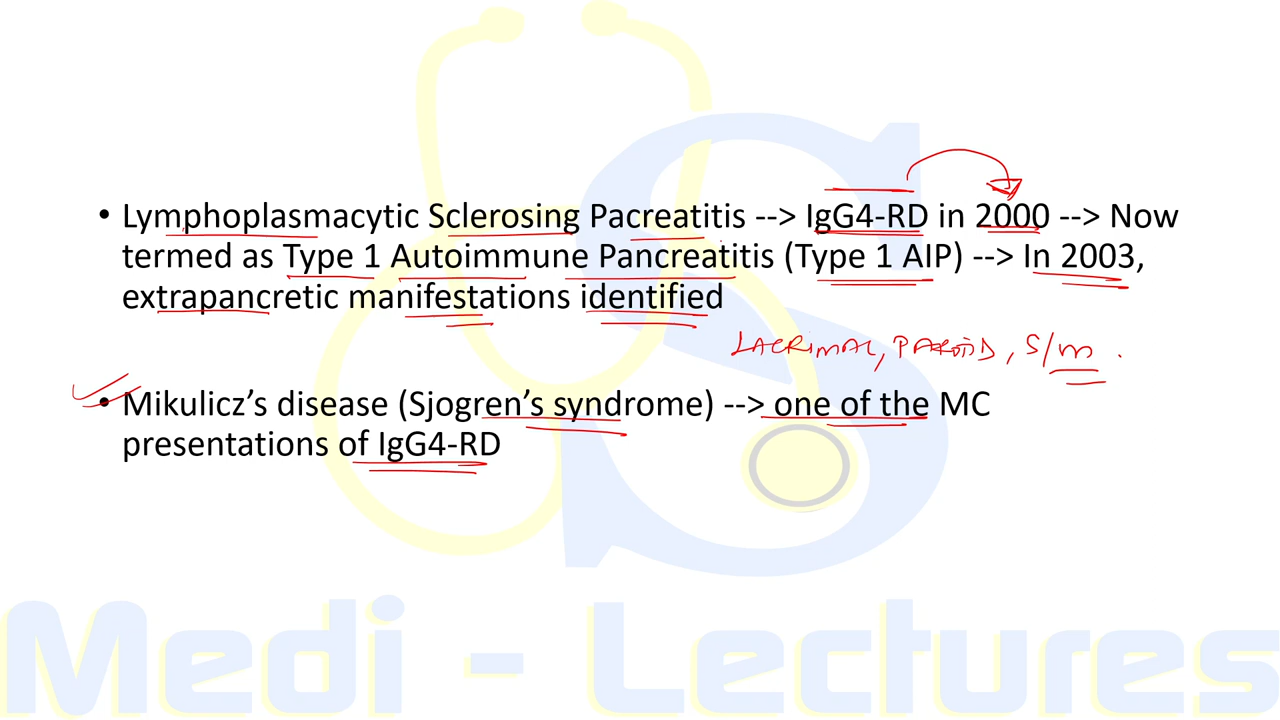 • Lymphoplasmacytic Sclerosing Pacreatitis --> IgG4-RD in 2000 --> Now
termed as Type 1 Autoimmune Pancreatitis (Type 1 AIP) --> In 2003,
extrapancretic manifestations identified
LACRIMAL, PAROTID, S/m .
• Mikulicz’s disease (Sjogren’s syndrome) --> one of the MC
presentations of IgG4-RD
Medi - Lectures